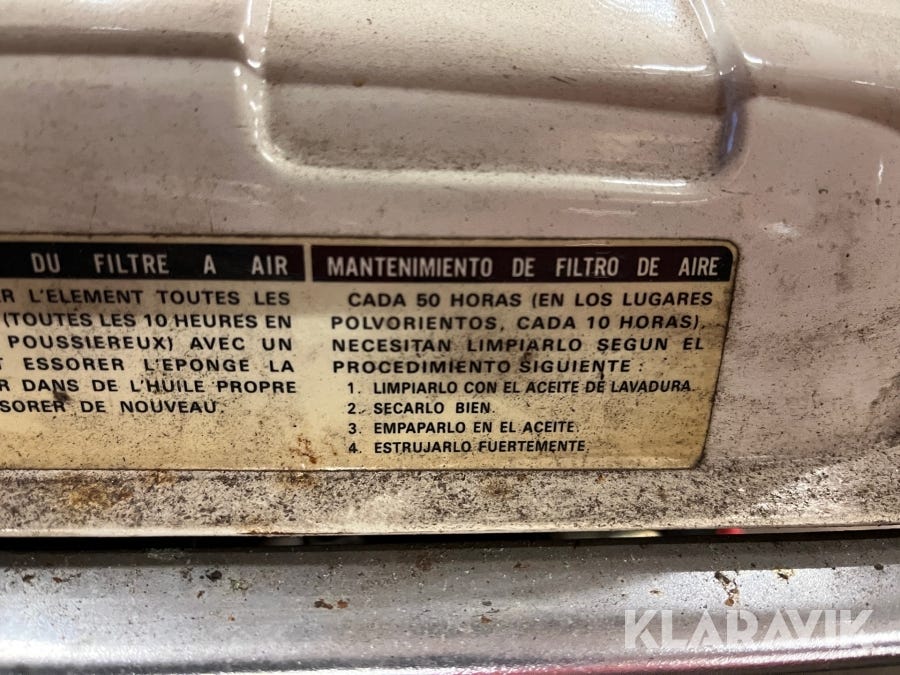 DU FILTRE A AIR
R L'ELEMENT TOUTES LES
(TOUTES LES 10 HEURES EN
POUSSIEREUX) AVEC UN
T ESSORER L'EPONGE LA
R DANS DE L'HUILE PROPRE
SORER DE NOUVEAU.
MANTENIMIENTO DE FILTRO DE AIRE
CADA 50 HORAS (EN LOS LUGARES
POLVORIENTOS, CADA 10 HORAS),
NECESITAN LIMPIARLO SEGUN EL
PROCEDIMIENTO SIGUIENTE :
1. LIMPIARLO CON EL ACEITE DE LAVADURA.
2. SECARLO BIEN.
3. EMPAPARLO EN EL ACEITE.
4. ESTRUJARLO FUERTEMENTE.
KLARAVIK